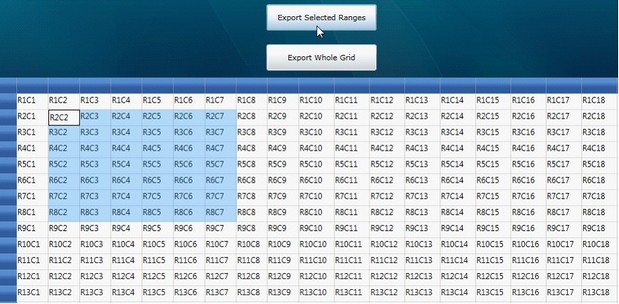 Export Selected Ranges
Export Whole Grid
R1C1 R1C2 R1C3 R1C4 R1C5 R1C6 R1C7 R1C8 R1C9 R1C10 R1C11 R1C12 R1C13 R1C14 R1C15 R1C16 R1C17 R1C18
R2C1 R2C2 R2C3 R2C4 R2C5 R2C6 R2C7 R2C8 R2C9 R2C10 R2C11 R2C12 R2C13 R2C14 R2C15 R2C16 R2C17 R2C18
R3C1 R3C2 R3C3 R3C4 R3C5 R3C6 R3C7 R3C8 R3C9 R3C10 R3C11 R3C12 R3C13 R3C14 R3C15 R3C16 R3C17 R3C18
R4C1 R4C2 R4C3 R4C4 R4C5 R4C6 R4C7 R4C8 R4C9 R4C10 R4C11 R4C12 R4C13 R4C14 R4C15 R4C16 R4C17 R4C18
R5C1 R5C2 R5C3 R5C4 R5C5 R5C6 R5C7 R5C8 R5C9 R5C10 R5C11 R5C12 R5C13 R5C14 R5C15 R5C16 R5C17 R5C18
R6C1 R6C2 R6C3 R6C4 R6C5 R6C6 R6C7 R6C8 R6C9 R6C10 R6C11 R6C12 R6C13 R6C14 R6C15 R6C16 R6C17 R6C18
R7C1 R7C2 R7C3 R7C4 R7C5 R7C6 R7C7 R7C8 R7C9 R7C10 R7C11 R7C12 R7C13 R7C14 R7C15 R7C16 R7C17 R7C18
R8C1 R8C2 R8C3 R8C4 R8C5 R8C6 R8C7 R8C8 R8C9 R8C10 R8C11 R8C12 R8C13 R8C14 R8C15 R8C16 R8C17 R8C18
R9C1 R9C2 R9C3 R9C4 R9C5 R9C6 R9C7 R9C8 R9C9 R9C10 R9C11 R9C12 R9C13 R9C14 R9C15 R9C16 R9C17 R9C18
R10C1 R10C2 R10C3 R10C4 R10C5 R10C6 R10C7 R10C8 R10C9 R10C10 R10C11 R10C12 R10C13 R10C14 R10C15 R10C16 R10C17 R10C18
R11C1 R11C2 R11C3 R11C4 R11C5 R11C6 R11C7 R11C8 R11C9 R11C10 R11C11 R11C12 R11C13 R11C14 R11C15 R11C16 R11C17 R11C18
R12C1 R12C2 R12C3 R12C4 R12C5 R12C6 R12C7 R12C8 R12C9 R12C10 R12C11 R12C12 R12C13 R12C14 R12C15 R12C16 R12C17 R12C18
R13C1 R13C2 R13C3 R13C4 R13C5 R13C6 R13C7 R13C8 R13C9 R13C10 R13C11 R13C12 R13C13 R13C14 R13C15 R13C16 R13C17 R13C18